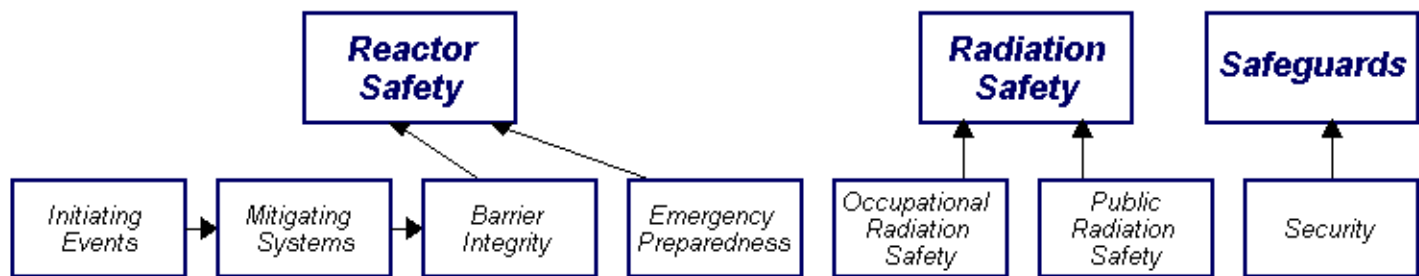 Reactor
Safety
Radiation
Safety
Safeguards
Initiating
Events
Mitigating
Systems
Barrier
Integrity
Emergency
Preparedness
Occupational
Radiation
Safety
Public
Radiation
Safety
Security